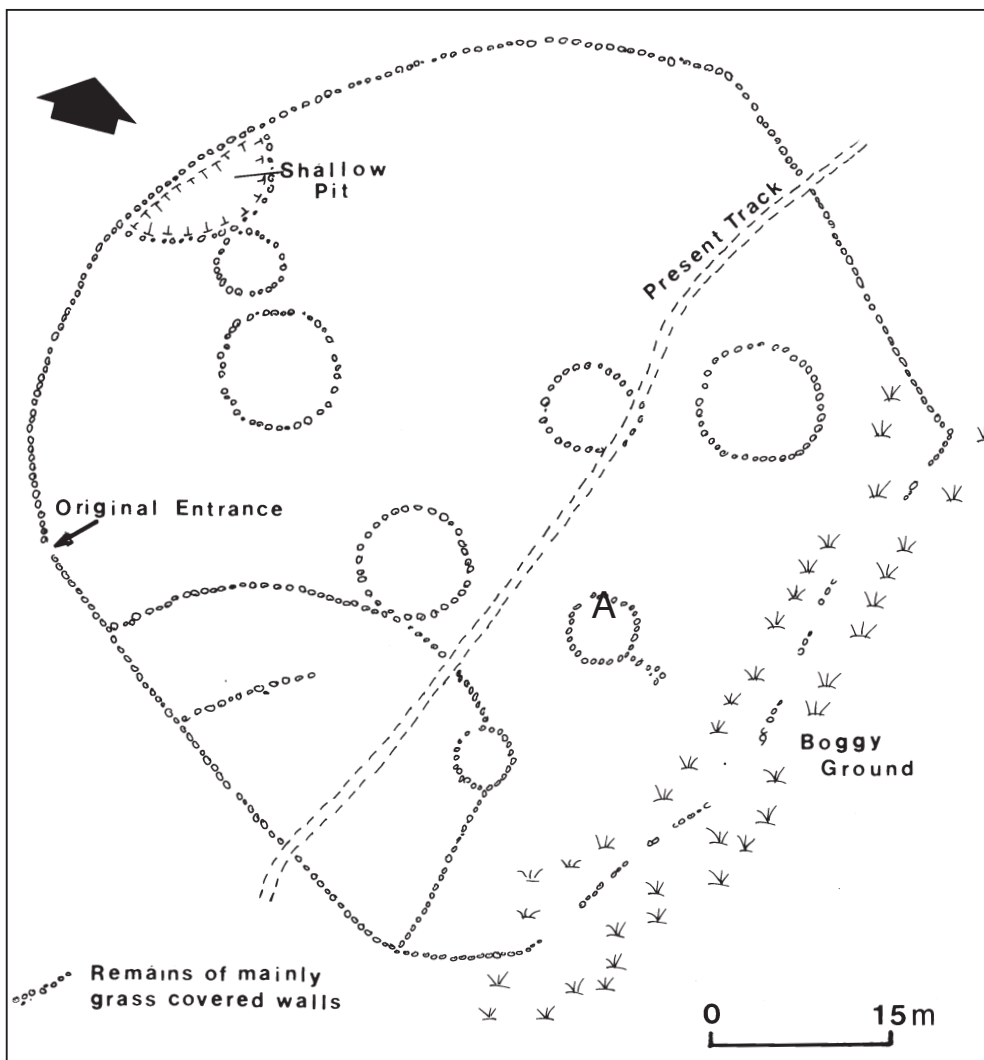 Shallow
Pit
Present Track
Original Entrance
A
Boggy
Ground
Remains of mainly
grass covered walls
0 15m